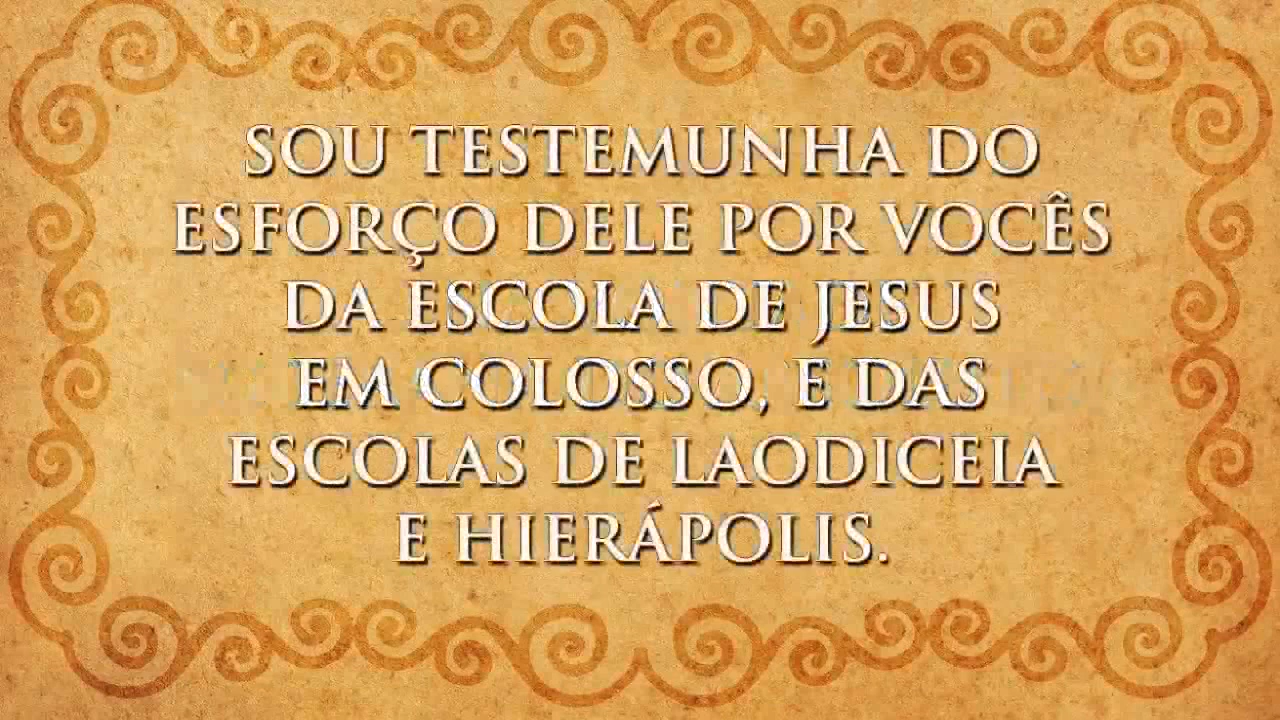 SOU TESTEMUNHA DO
ESFORÇO DELE POR VOCÊS
DA ESCOLA DE JESUS
EM COLOSSO, E DAS
ESCOLAS DE LAODICEIA
E HIERÁPOLIS.